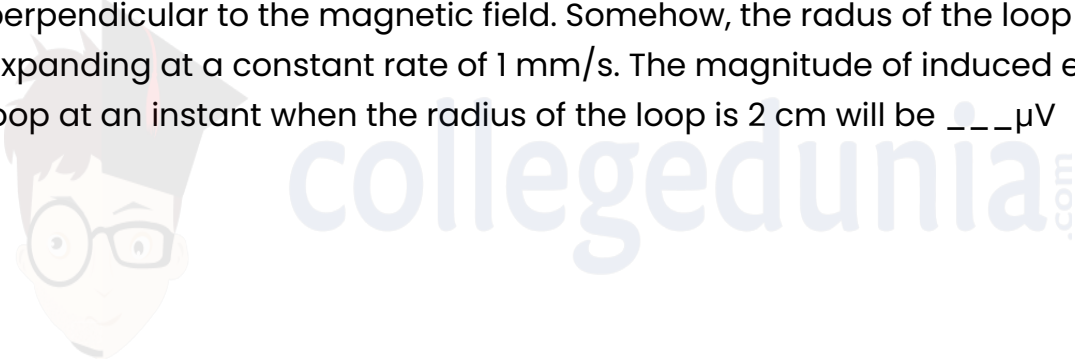 perpendicular to the magnetic field. Somehow, the radus of the loop
xpanding at a constant rate of 1 mm/s. The magnitude of induced e
oop at an instant when the radius of the loop is 2 cm will be ___μV
collegedunia
.com